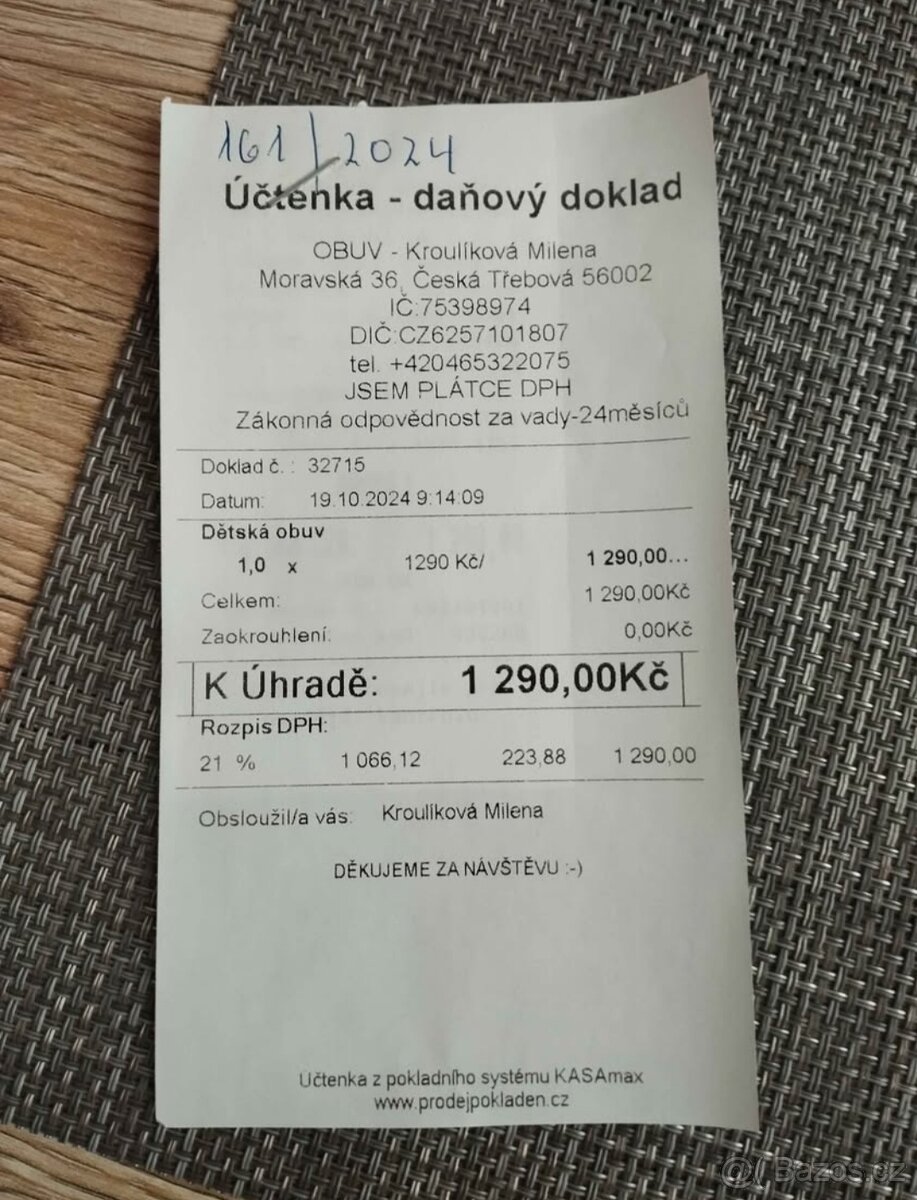 161/2024
Účtenka - daňový doklad
OBUV - Kroulíková Milena
Moravská 36, Česká Třebová 56002
IČ:75398974
DIČ:CZ6257101807
tel. +420465322075
JSEM PLÁTCE DPH
Zákonná odpovědnost za vady-24měsíců
Doklad č. : 32715
Datum: 19.10.2024 9:14:09
Dětská obuv
1,0 x 1290 Kč/ 1 290,00...
Celkem: 1 290,00Kč
Zaokrouhlení: 0,00Kč
K Úhradě: 1 290,00Kč
Rozpis DPH:
21 % 1 066,12 223,88 1 290,00
Obsloužil/a vás: Kroulíková Milena
DĚKUJEME ZA NÁVŠTĚVU :-)
Účtenka z pokladního systému KASAmax
www.prodejpokladen.cz
@( Bazos.cz